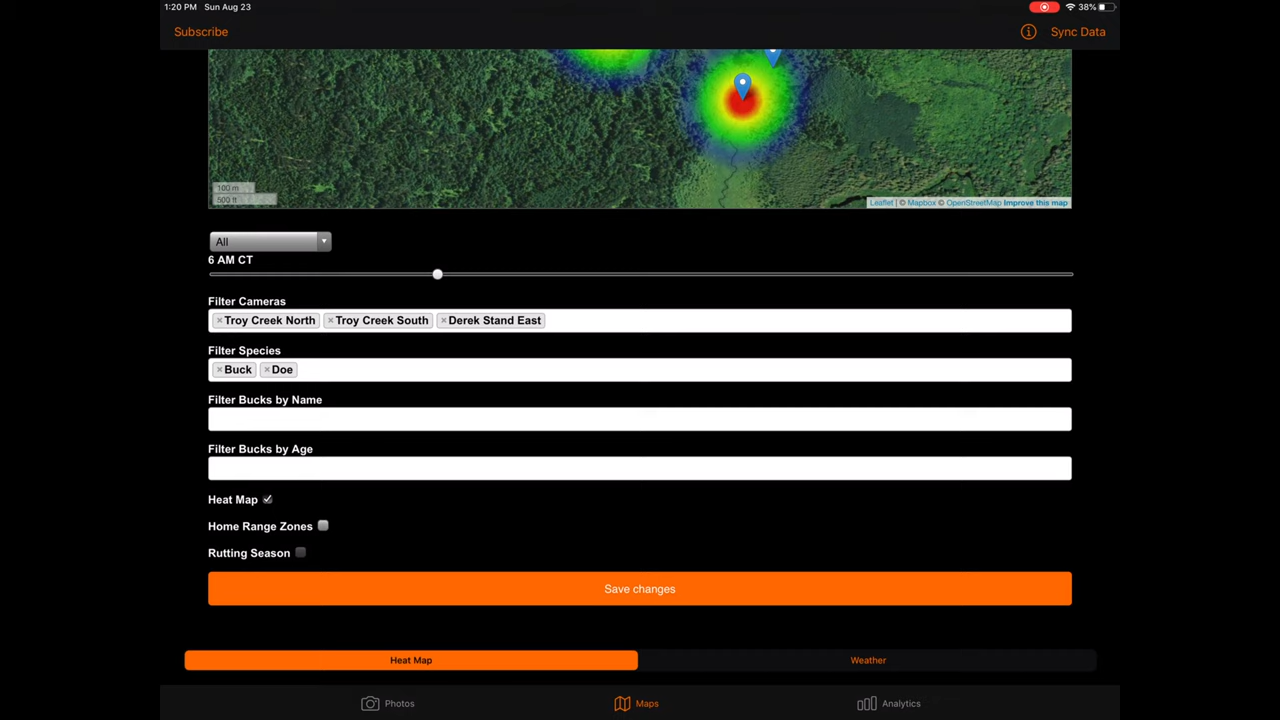 1:20 PM Sun Aug 23
38%
Subscribe
Sync Data
100 m
500 ft
Leaflet | © Mapbox © OpenStreetMap Improve this map
All
6 AM CT
Filter Cameras
× Troy Creek North × Troy Creek South × Derek Stand East
Filter Species
× Buck × Doe
Filter Bucks by Name
Filter Bucks by Age
Heat Map
Home Range Zones
Rutting Season
Save changes
Heat Map
Weather
Photos
Maps
Analytics